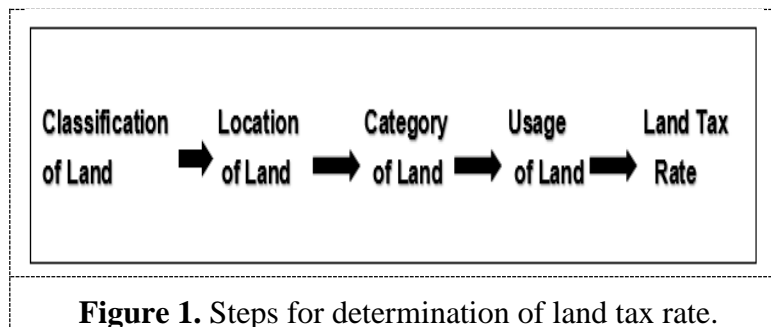 Classification Location Category Usage Land Tax
of Land of Land of Land of Land Rate
Figure 1. Steps for determination of land tax rate.